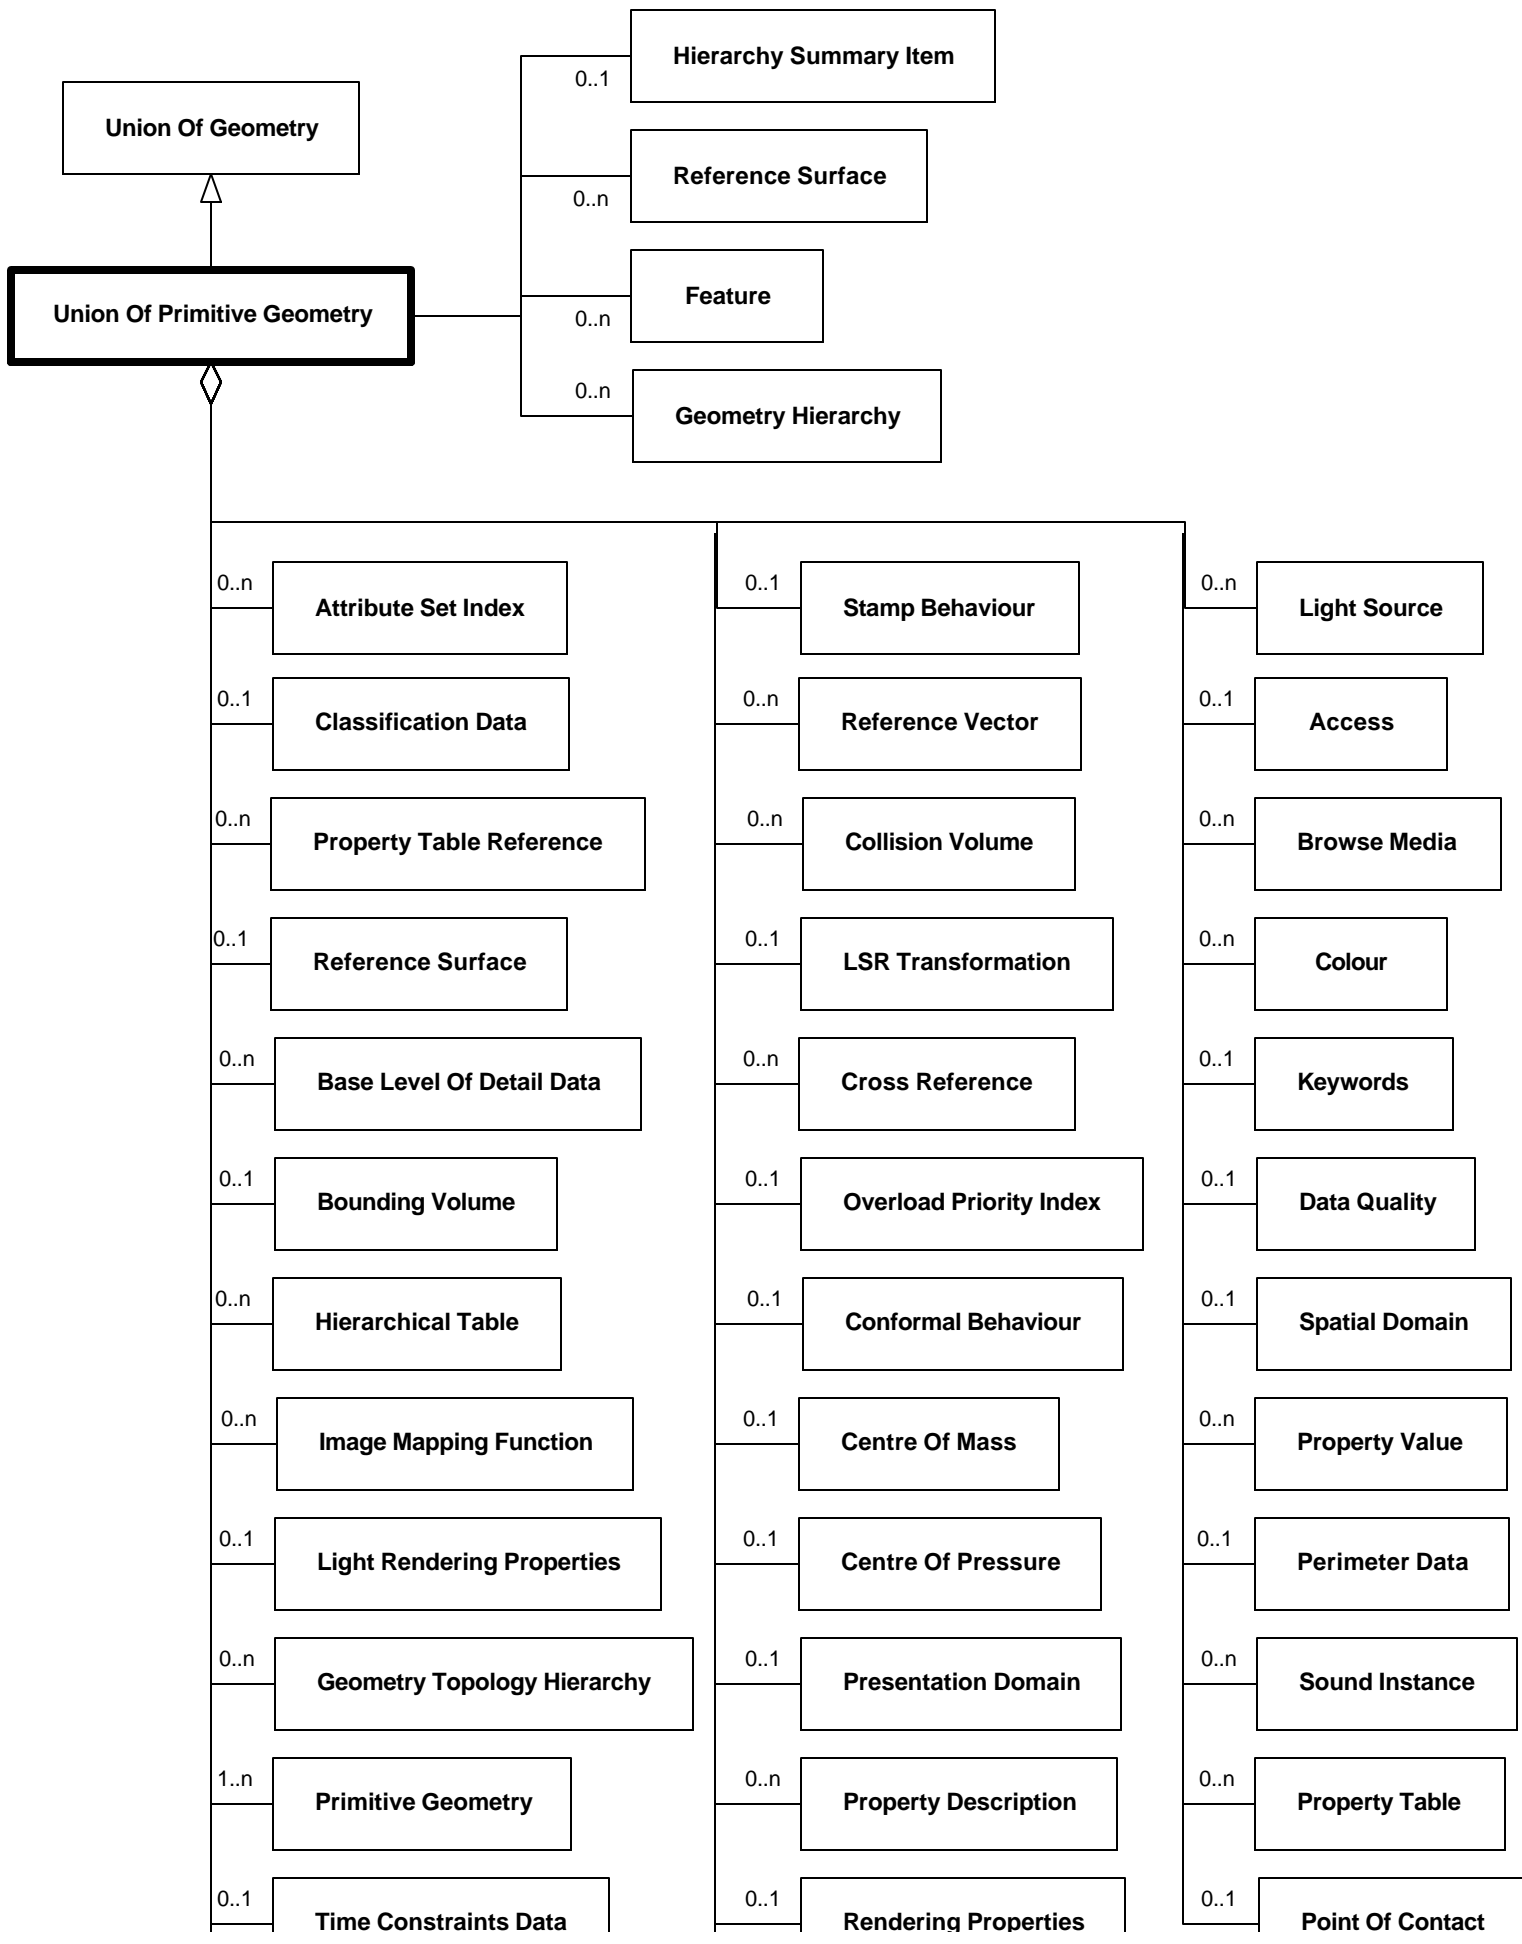 Hierarchy Summary Item
0..1
Union Of Geometry
Reference Surface
0..n
Feature
0..n
Union Of Primitive Geometry
0..n
Geometry Hierarchy
0..n
Attribute Set Index
0..1
Classification Data
0..n
Property Table Reference
0..1
Reference Surface
0..n
Base Level Of Detail Data
0..1
Bounding Volume
0..n
Hierarchical Table
0..n
Image Mapping Function
0..1
Light Rendering Properties
0..n
Geometry Topology Hierarchy
1..n
Primitive Geometry
0..1
Time Constraints Data
0..1
Stamp Behaviour
0..n
Reference Vector
0..n
Collision Volume
0..1
LSR Transformation
0..n
Cross Reference
0..1
Overload Priority Index
0..1
Conformal Behaviour
0..1
Centre Of Mass
0..1
Centre Of Pressure
0..1
Presentation Domain
0..n
Property Description
0..1
Rendering Properties
0..n
Light Source
0..1
Access
0..n
Browse Media
0..n
Colour
0..1
Keywords
0..1
Data Quality
0..1
Spatial Domain
0..n
Property Value
0..1
Perimeter Data
0..n
Sound Instance
0..n
Property Table
0..1
Point Of Contact